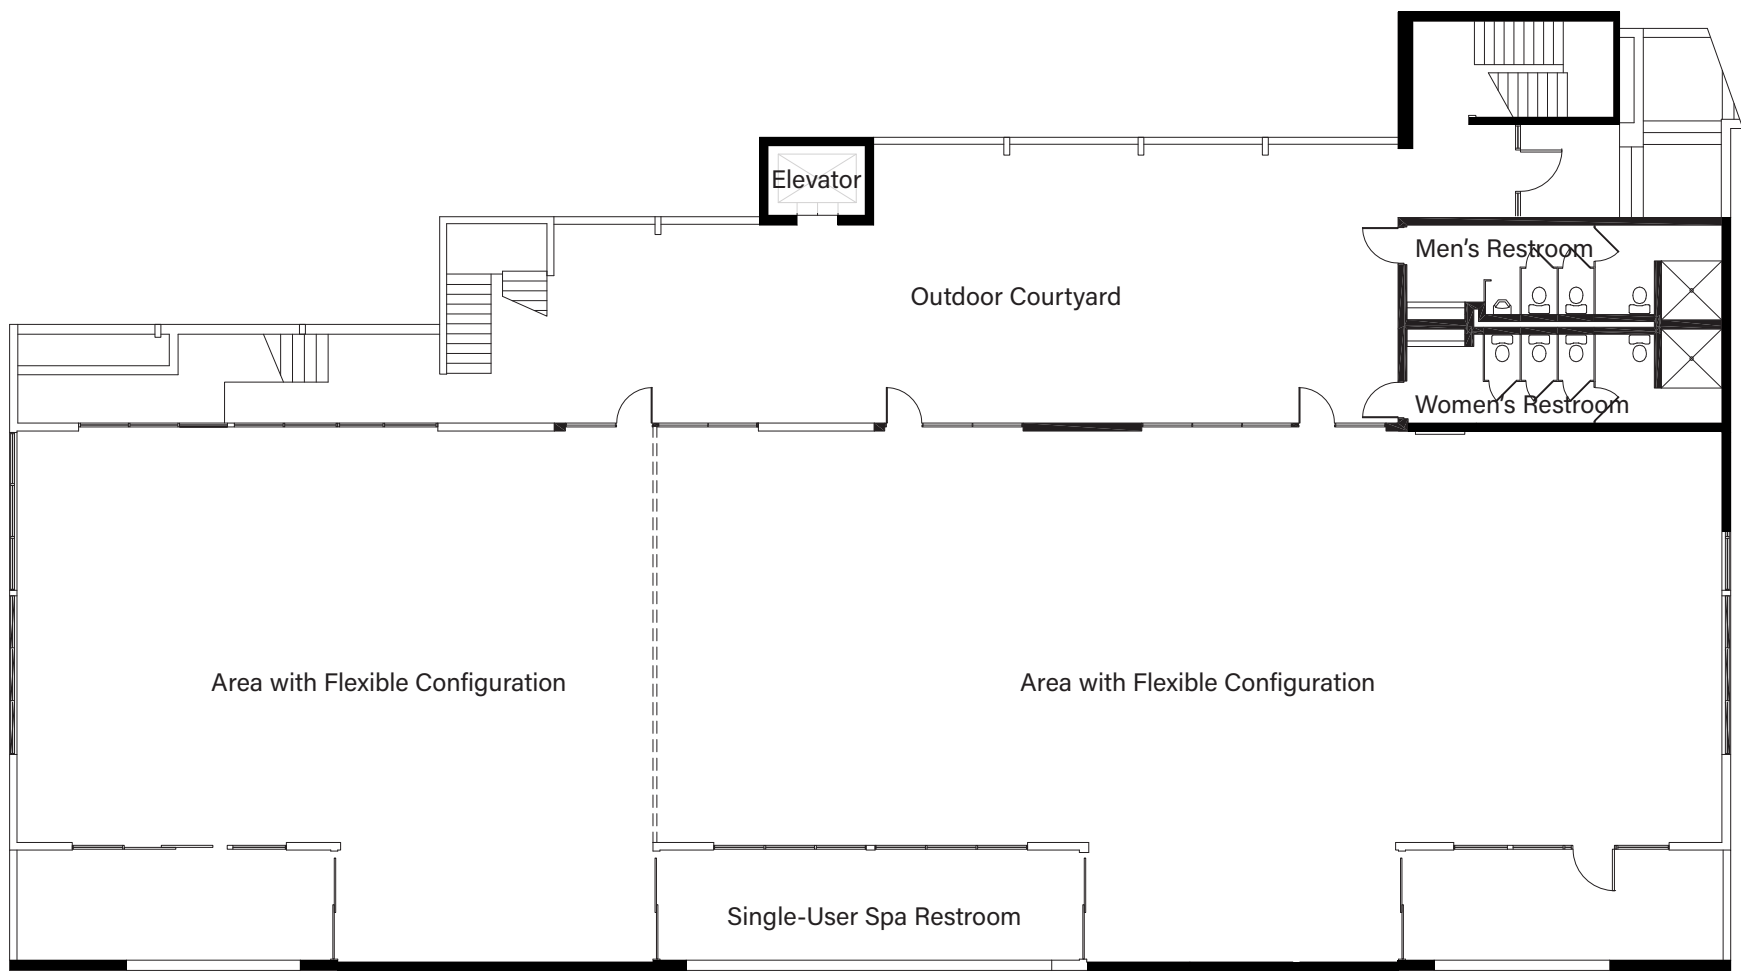 Elevator
Men's Restroom
Outdoor Courtyard
Women's Restroom
Area with Flexible Configuration
Area with Flexible Configuration
Single-User Spa Restroom